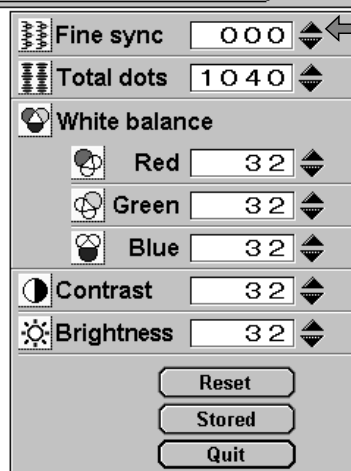 Fine sync 000
Total dots 1040
White balance
Red 32
Green 32
Blue 32
Contrast 32
Brightness 32
Reset
Stored
Quit